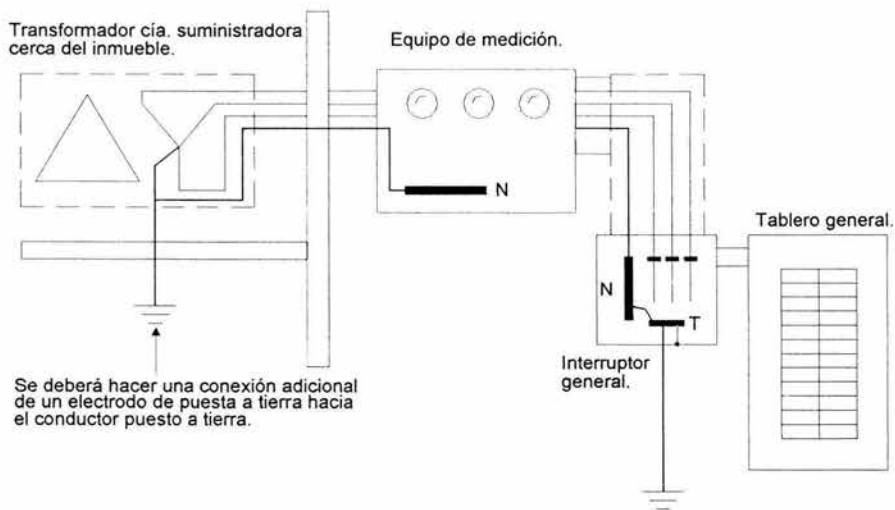 Transformador cía. suministradora
cerca del inmueble.
Equipo de medición.
N
Tablero general.
N
T
Interruptor
general.
Se deberá hacer una conexión adicional
de un electrodo de puesta a tierra hacia
el conductor puesto a tierra.